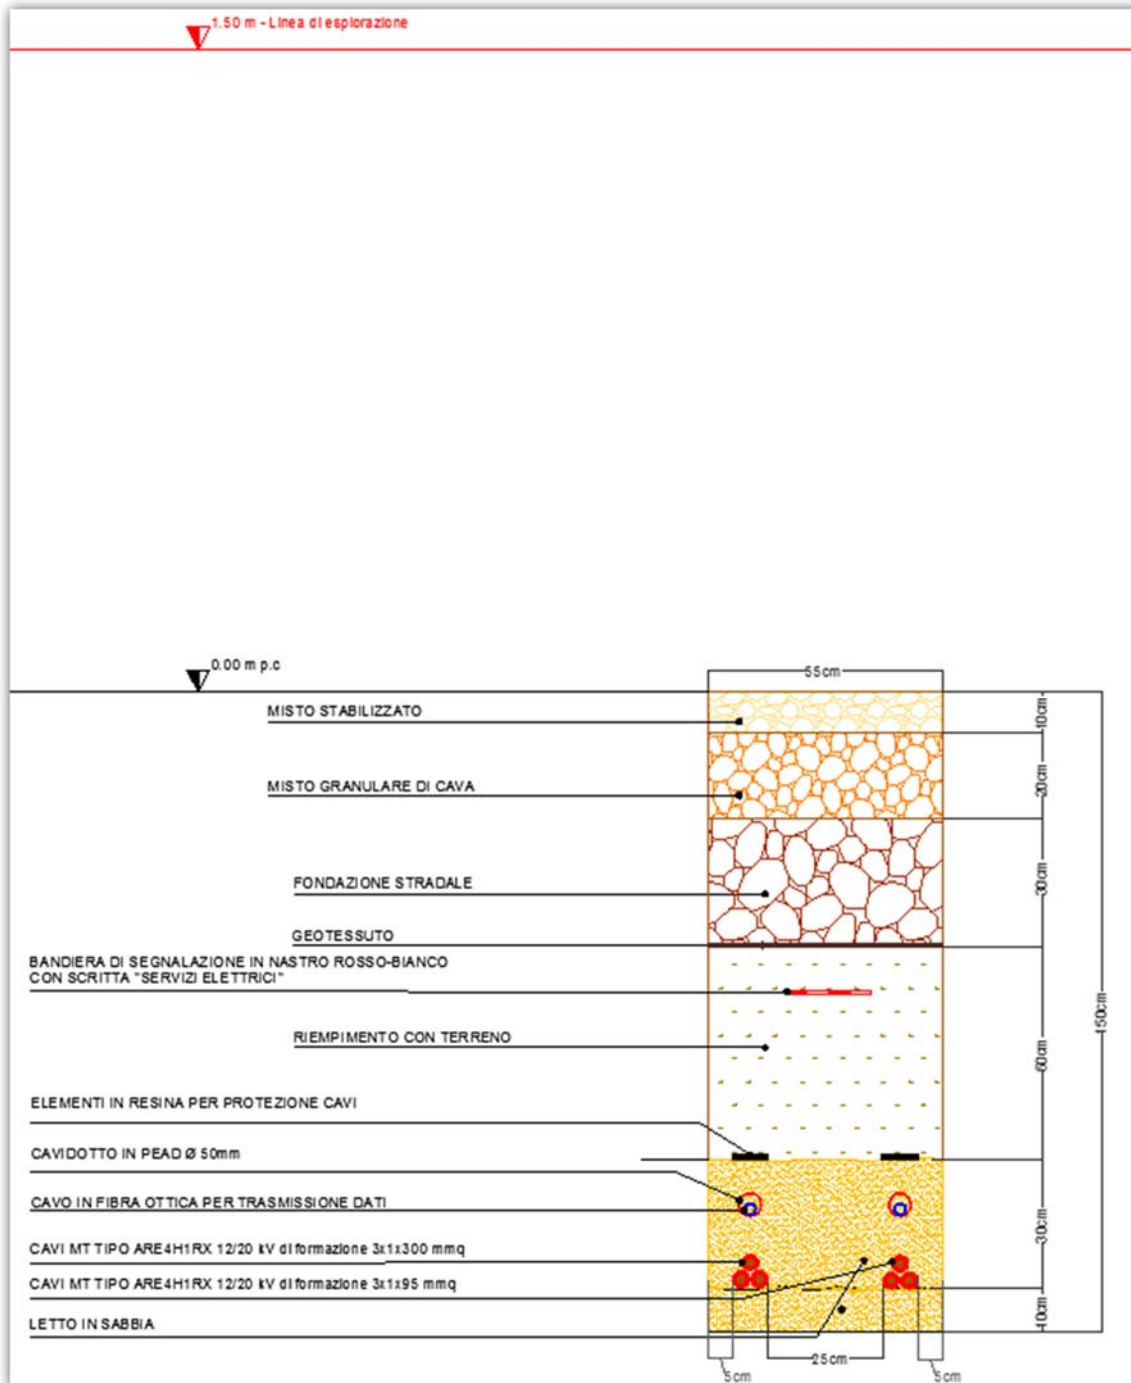 1.50 m - Linea di esplorazione
0.00 m p.c
55cm
MISTO STABILIZZATO
10cm
MISTO GRANULARE DI CAVA
20cm
FONDAZIONE STRADALE
30cm
GEOTESSUTO
BANDIERA DI SEGNALAZIONE IN NASTRO ROSSO-BIANCO
CON SCRITTA "SERVIZI ELETTRICI"
150cm
RIEMPIMENTO CON TERRENO
50cm
ELEMENTI IN RESINA PER PROTEZIONE CAVI
CAVIDOTTO IN PEAD Ø 50mm
CAVO IN FIBRA OTTICA PER TRASMISSIONE DATI
30cm
CAVI MT TIPO ARE4H1RX 12/20 kV di formazione 3x1x300 mmq
CAVI MT TIPO ARE4H1RX 12/20 kV di formazione 3x1x95 mmq
10cm
LETTO IN SABBIA
25cm
5cm
5cm